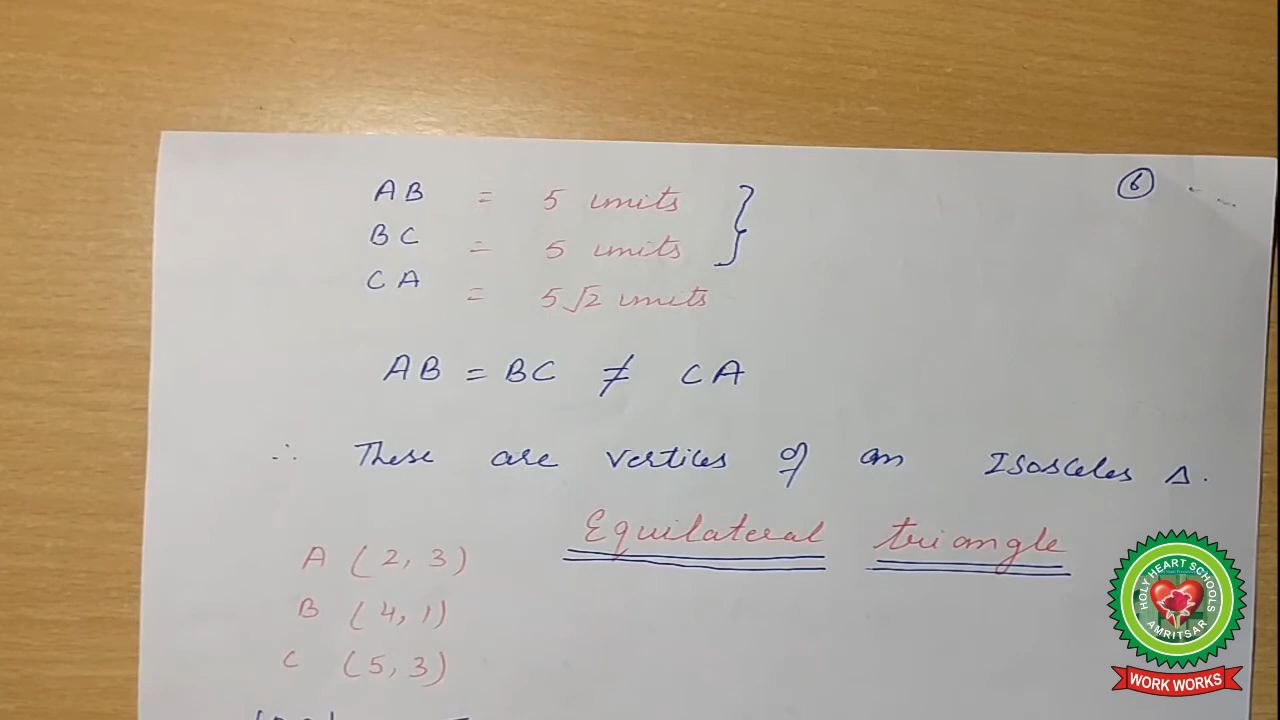 6
AB = 5 units
BC = 5 units
CA = 5√2 units
AB = BC ≠ CA
∴ These are vertices of an Isosceles Δ.
Equilateral triangle
A (2, 3)
B (4, 1)
C (5, 3)
HOLY HEART SCHOOLS
AMRITSAR
WORK WORKS